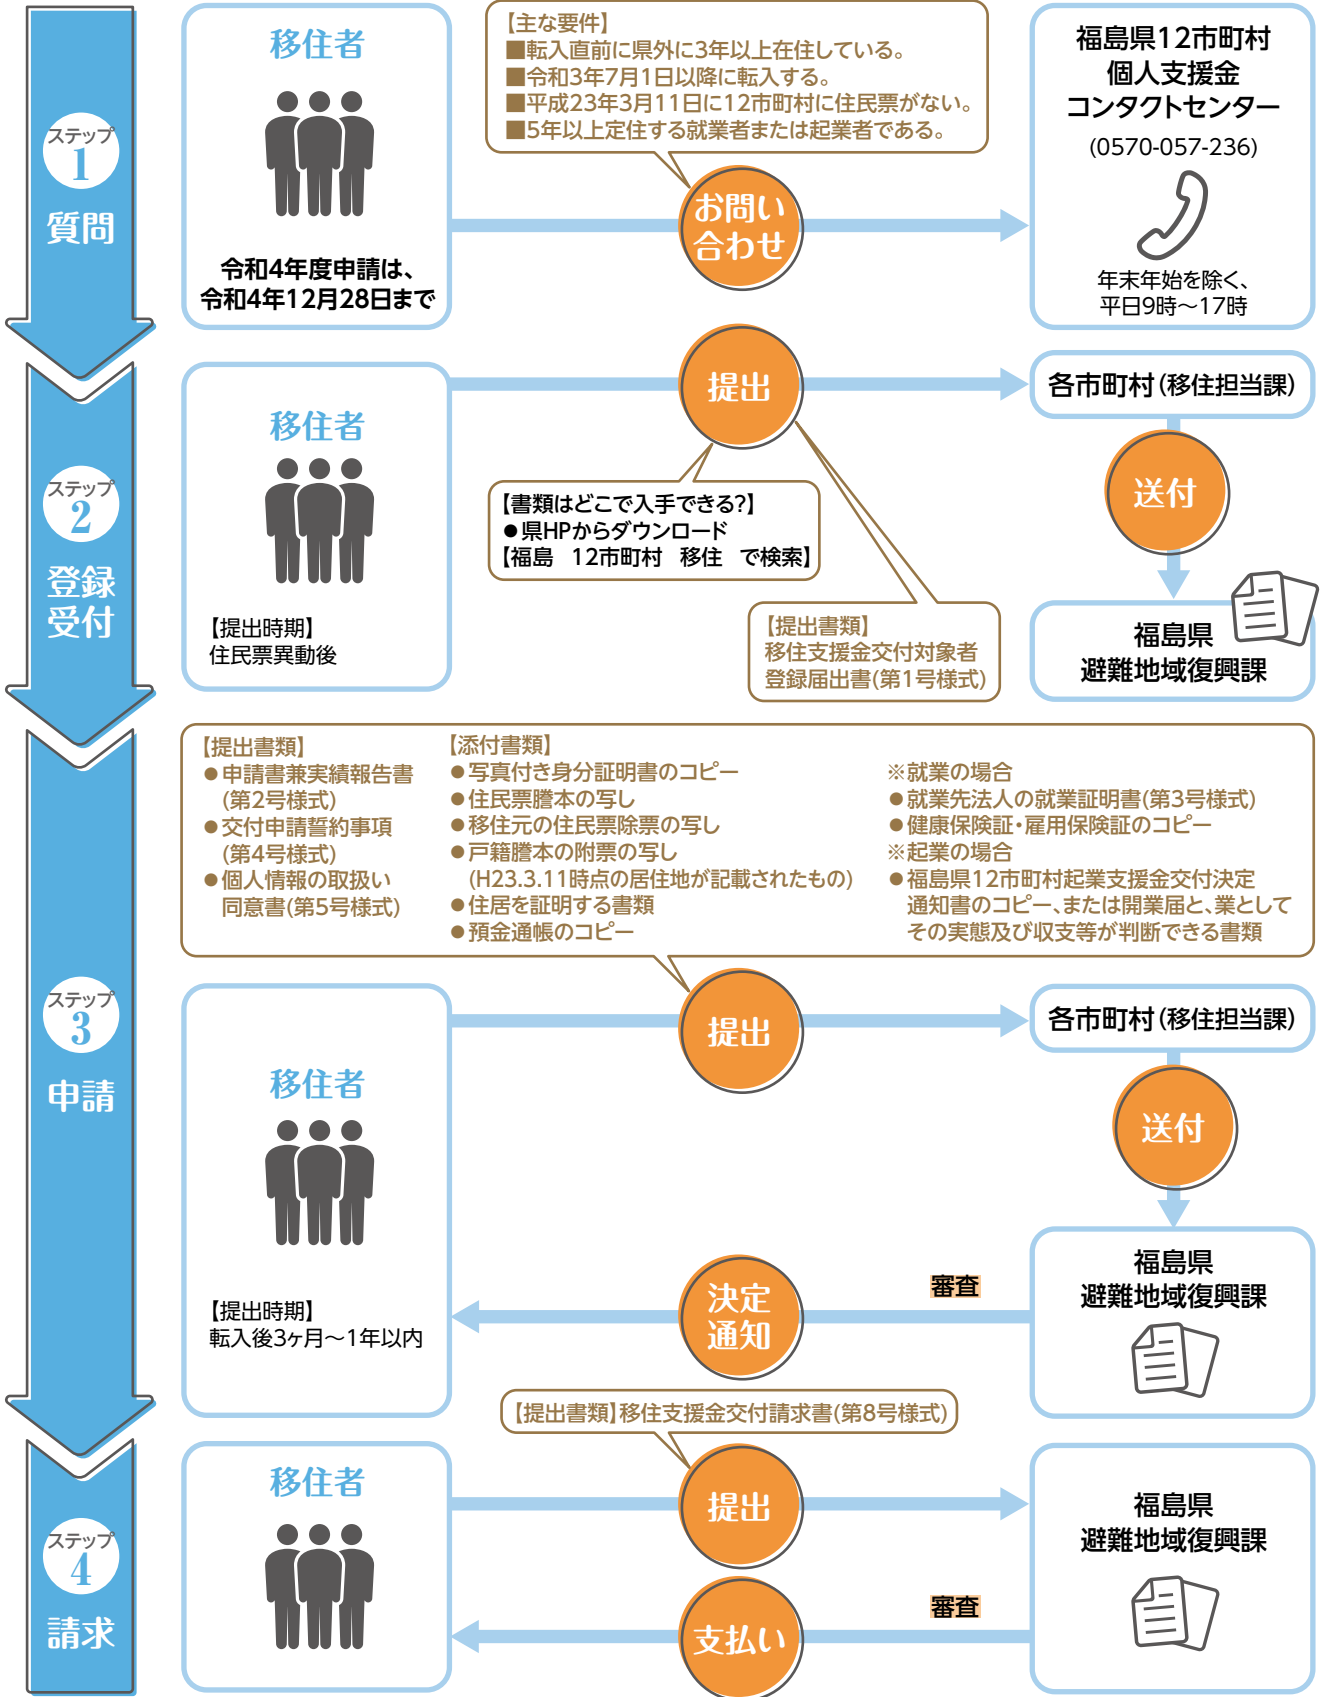 ステップ
1
質問
移住者
令和4年度申請は、
令和4年12月28日まで
【主な要件】
■転入直前に県外に3年以上在住している。
■令和3年7月1日以降に転入する。
■平成23年3月11日に12市町村に住民票がない。
■5年以上定住する就業者または起業者である。
お問い
合わせ
福島県12市町村
個人支援金
コンタクトセンター
(0570-057-236)
年末年始を除く、
平日9時～17時
ステップ
2
登録
受付
移住者
【提出時期】
住民票異動後
提出
【書類はどこで入手できる?】
●県HPからダウンロード
【福島　12市町村　移住　で検索】
【提出書類】
移住支援金交付対象者
登録届出書(第1号様式)
各市町村(移住担当課)
送付
福島県
避難地域復興課
ステップ
3
申請
【提出書類】
●申請書兼実績報告書
(第2号様式)
●交付申請誓約事項
(第4号様式)
●個人情報の取扱い
同意書(第5号様式)
【添付書類】
●写真付き身分証明書のコピー
●住民票謄本の写し
●移住元の住民票除票の写し
●戸籍謄本の附票の写し
(H23.3.11時点の居住地が記載されたもの)
●住居を証明する書類
●預金通帳のコピー
※就業の場合
●就業先法人の就業証明書(第3号様式)
●健康保険証・雇用保険証のコピー
※起業の場合
●福島県12市町村起業支援金交付決定
通知書のコピー、または開業届と、業として
その実態及び収支等が判断できる書類
移住者
【提出時期】
転入後3ヶ月～1年以内
提出
各市町村(移住担当課)
送付
福島県
避難地域復興課
審査
決定
通知
ステップ
4
請求
移住者
【提出書類】移住支援金交付請求書(第8号様式)
提出
福島県
避難地域復興課
審査
支払い